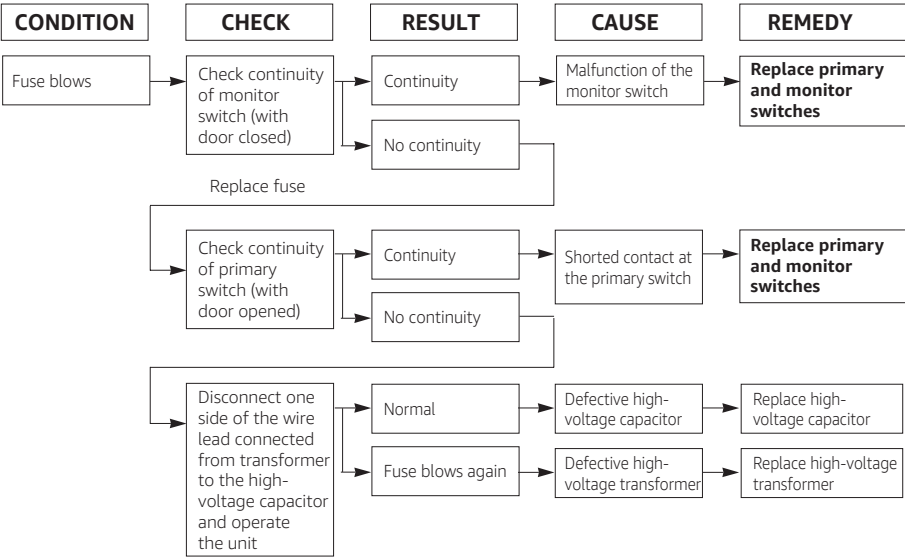 CONDITION
CHECK
RESULT
CAUSE
REMEDY
Fuse blows
Check continuity
of monitor
switch (with
door closed)
Continuity
Malfunction of the
monitor switch
Replace primary
and monitor
switches
No continuity
Replace fuse
Check continuity
of primary
switch (with
door opened)
Continuity
Shorted contact at
the primary switch
Replace primary
and monitor
switches
No continuity
Disconnect one
side of the wire
lead connected
from transformer
to the high-
voltage capacitor
and operate
the unit
Normal
Defective high-
voltage capacitor
Replace high-
voltage capacitor
Fuse blows again
Defective high-
voltage transformer
Replace high-voltage
transformer